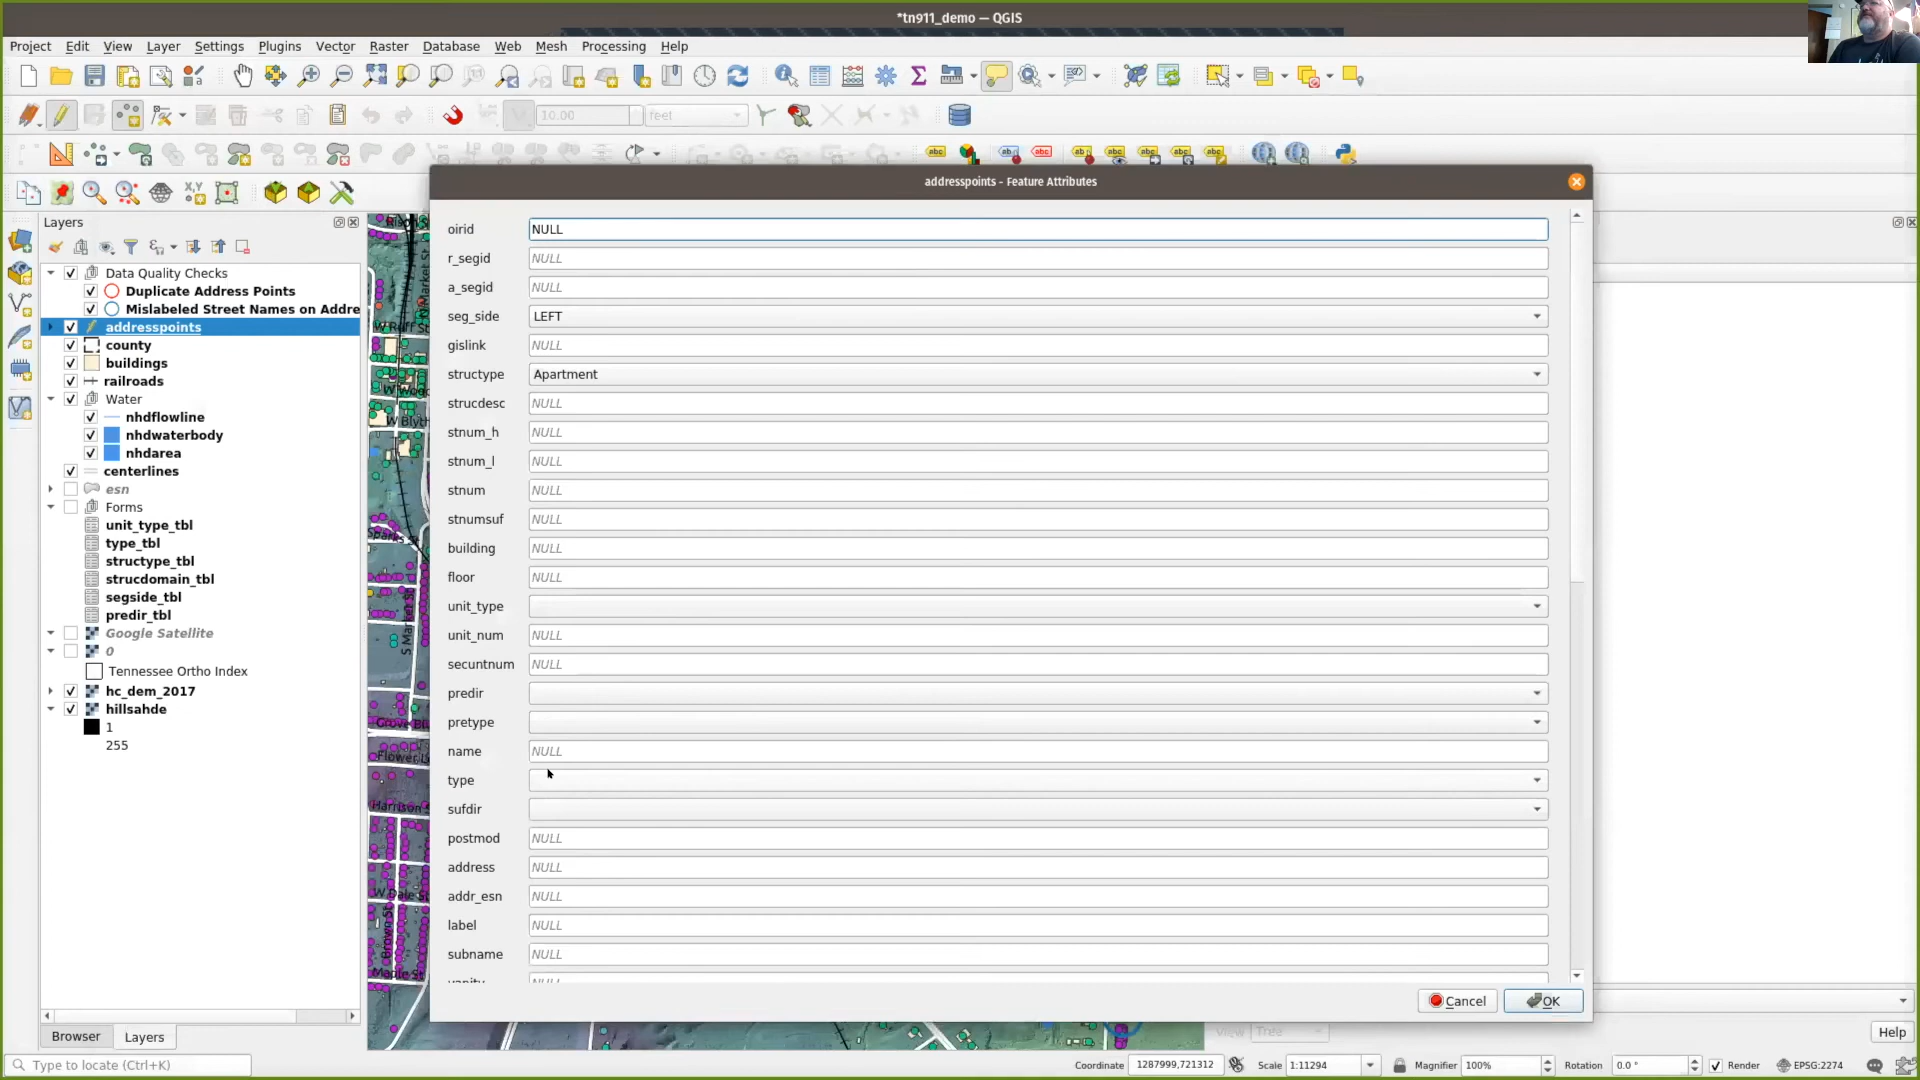 *tn911_demo — QGIS
Project Edit View Layer Settings Plugins Vector Raster Database Web Mesh Processing Help
10.00 feet
addresspoints - Feature Attributes
Layers
Data Quality Checks
Duplicate Address Points
Mislabeled Street Names on Addre
addresspoints
county
buildings
railroads
Water
nhdflowline
nhdwaterbody
nhdarea
centerlines
esn
Forms
unit_type_tbl
type_tbl
structype_tbl
strucdomain_tbl
segside_tbl
predir_tbl
Google Satellite
0
Tennessee Ortho Index
hc_dem_2017
hillsahde
1
255
Browser Layers
oirid NULL
r_segid NULL
a_segid NULL
seg_side LEFT
gislink NULL
structype Apartment
strucdesc NULL
stnum_h NULL
stnum_l NULL
stnum NULL
stnumsuf NULL
building NULL
floor NULL
unit_type
unit_num NULL
secuntnum NULL
predir
pretype
name NULL
type
sufdir
postmod NULL
address NULL
addr_esn NULL
label NULL
subname NULL
vanity NULL
Cancel OK
View Tree Help
Type to locate (Ctrl+K) Coordinate 1287999,721312 Scale 1:11294 Magnifier 100% Rotation 0.0 ° Render EPSG:2274